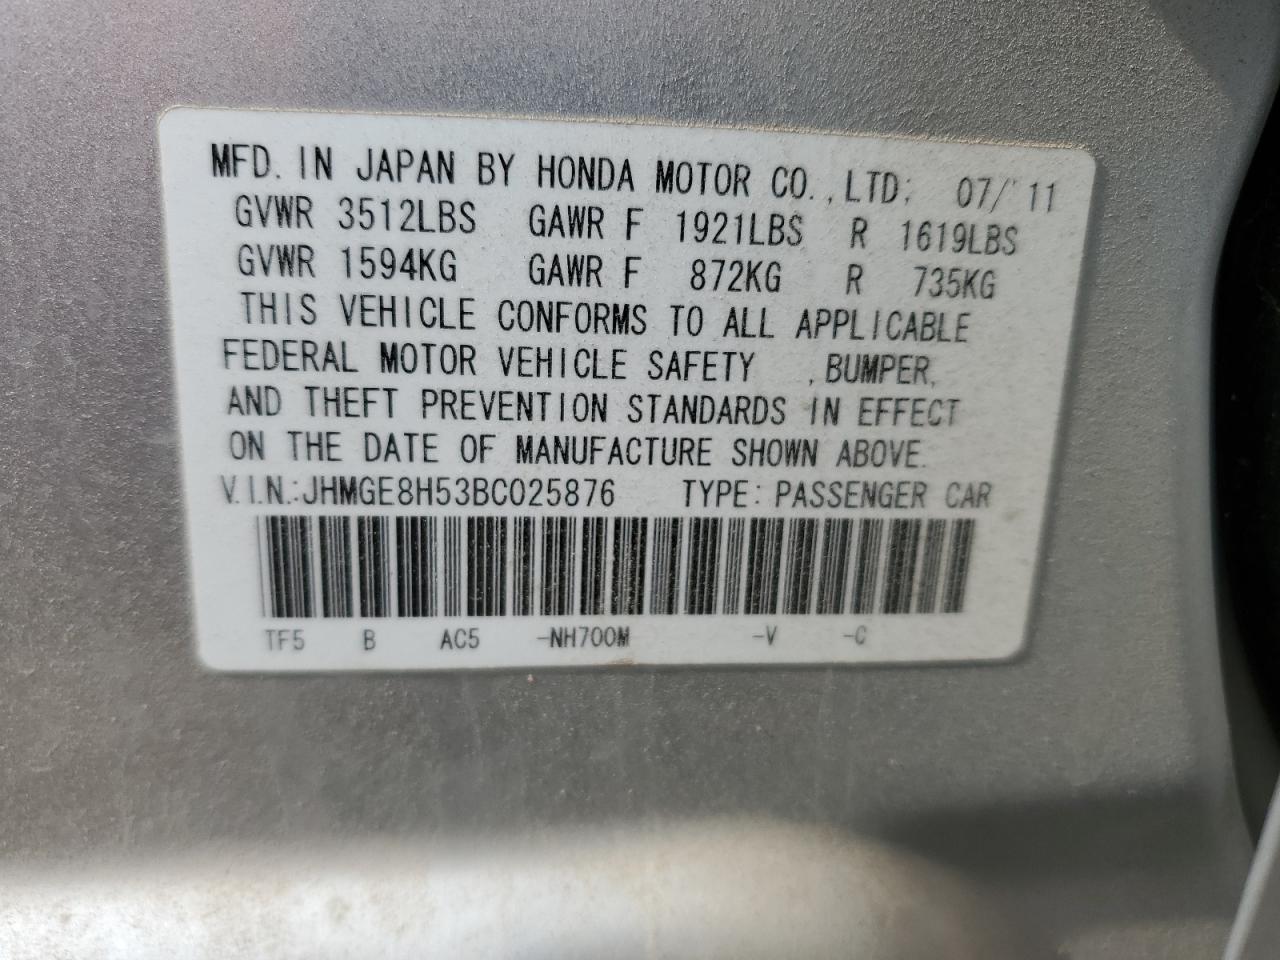 MFD. IN JAPAN BY HONDA MOTOR CO., LTD. 07/ 11
GVWR 3512LBS GAWR F 1921LBS R 1619LBS
GVWR 1594KG GAWR F 872KG R 735KG
THIS VEHICLE CONFORMS TO ALL APPLICABLE
FEDERAL MOTOR VEHICLE SAFETY , BUMPER,
AND THEFT PREVENTION STANDARDS IN EFFECT
ON THE DATE OF MANUFACTURE SHOWN ABOVE.
V.I.N.:JHMGE8H53BC025876 TYPE: PASSENGER CAR
TF5 B AC5 -NH700M -V -C